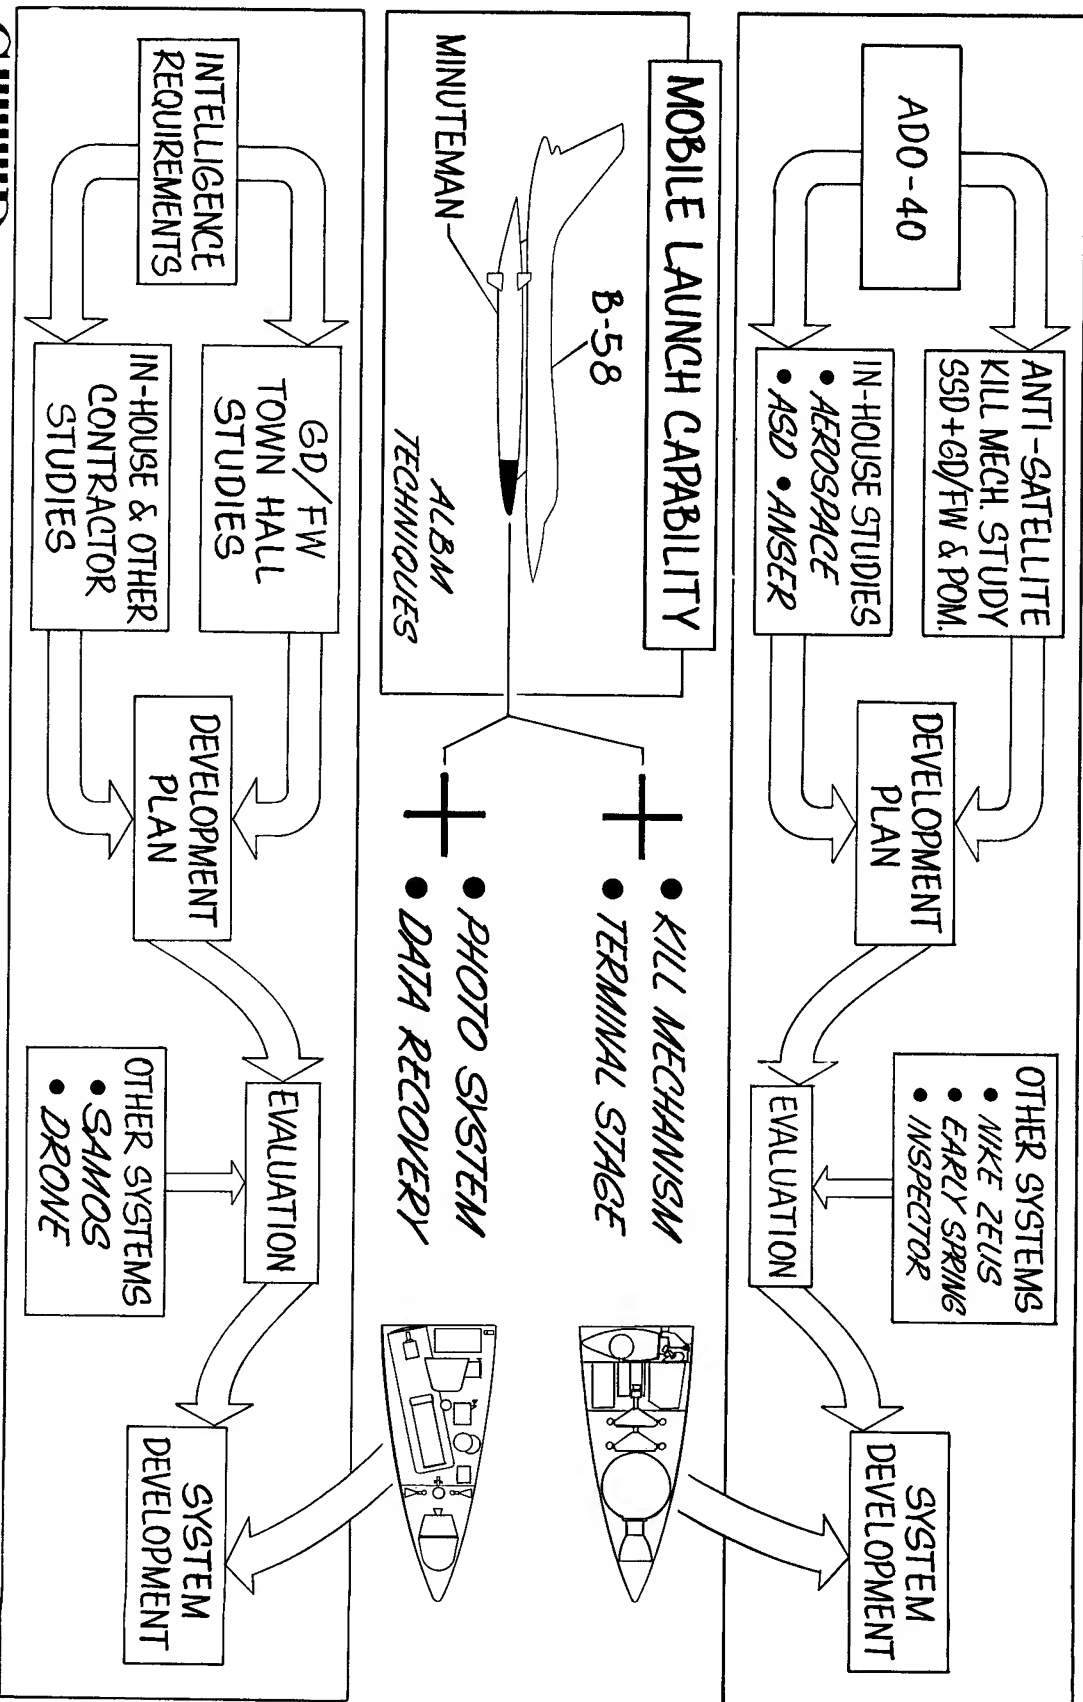 ADO-40
ANTI-SATELLITE
KILL MECH. STUDY
SSD+GD/FW & POM.
IN-HOUSE STUDIES
• AEROSPACE
• ASD • ANSER
DEVELOPMENT
PLAN
OTHER SYSTEMS
• NIKE ZEUS
• EARLY SPRING
• INSPECTOR
EVALUATION
SYSTEM
DEVELOPMENT
MOBILE LAUNCH CAPABILITY
B-58
MINUTEMAN
ALBM
TECHNIQUES
• KILL MECHANISM
• TERMINAL STAGE
• PHOTO SYSTEM
• DATA RECOVERY
INTELLIGENCE
REQUIREMENTS
GD/FW
TOWN HALL
STUDIES
IN-HOUSE & OTHER
CONTRACTOR
STUDIES
DEVELOPMENT
PLAN
EVALUATION
OTHER SYSTEMS
• SAMOS
• DRONE
SYSTEM
DEVELOPMENT